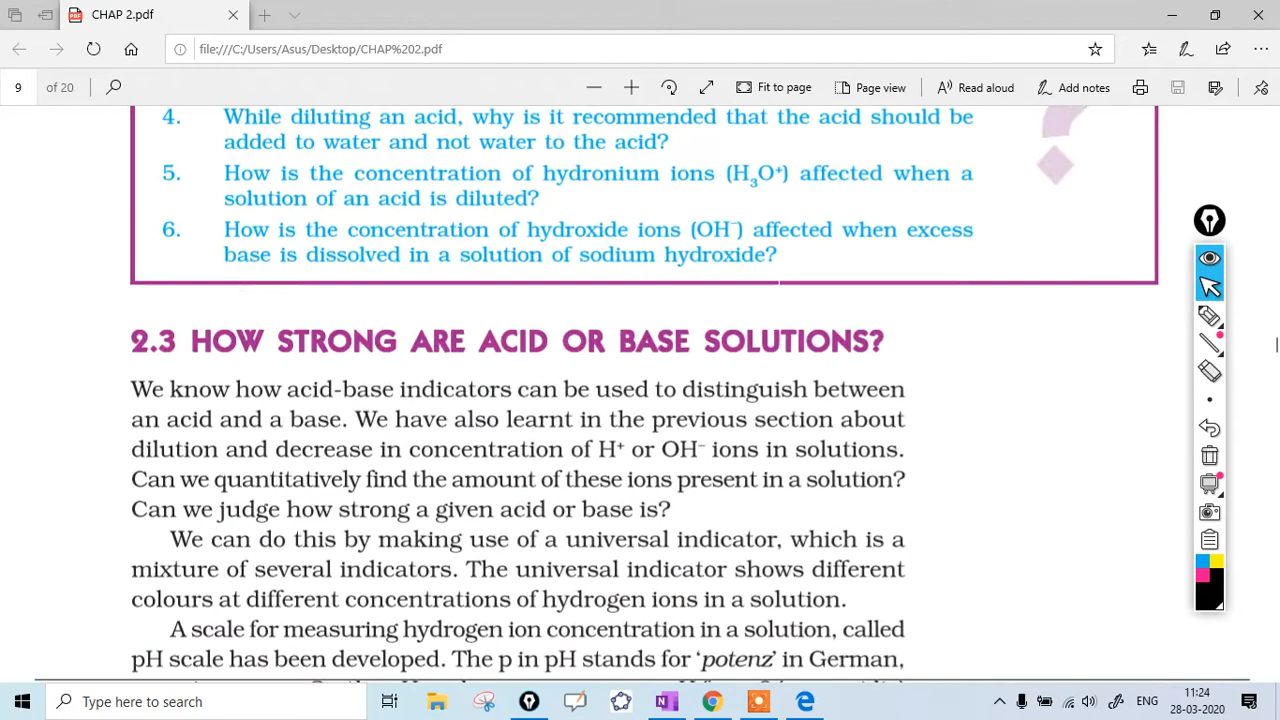 CHAP 2.pdf
file:///C:/Users/Asus/Desktop/CHAP%202.pdf
9 of 20 Fit to page Page view Read aloud Add notes
4. While diluting an acid, why is it recommended that the acid should be
added to water and not water to the acid?
5. How is the concentration of hydronium ions (H₃O⁺) affected when a
solution of an acid is diluted?
6. How is the concentration of hydroxide ions (OH⁻) affected when excess
base is dissolved in a solution of sodium hydroxide?
?
2.3 HOW STRONG ARE ACID OR BASE SOLUTIONS?
We know how acid-base indicators can be used to distinguish between
an acid and a base. We have also learnt in the previous section about
dilution and decrease in concentration of H⁺ or OH⁻ ions in solutions.
Can we quantitatively find the amount of these ions present in a solution?
Can we judge how strong a given acid or base is?
We can do this by making use of a universal indicator, which is a
mixture of several indicators. The universal indicator shows different
colours at different concentrations of hydrogen ions in a solution.
A scale for measuring hydrogen ion concentration in a solution, called
pH scale has been developed. The p in pH stands for ‘potenz’ in German,
Type here to search
ENG
11:24
28-03-2020